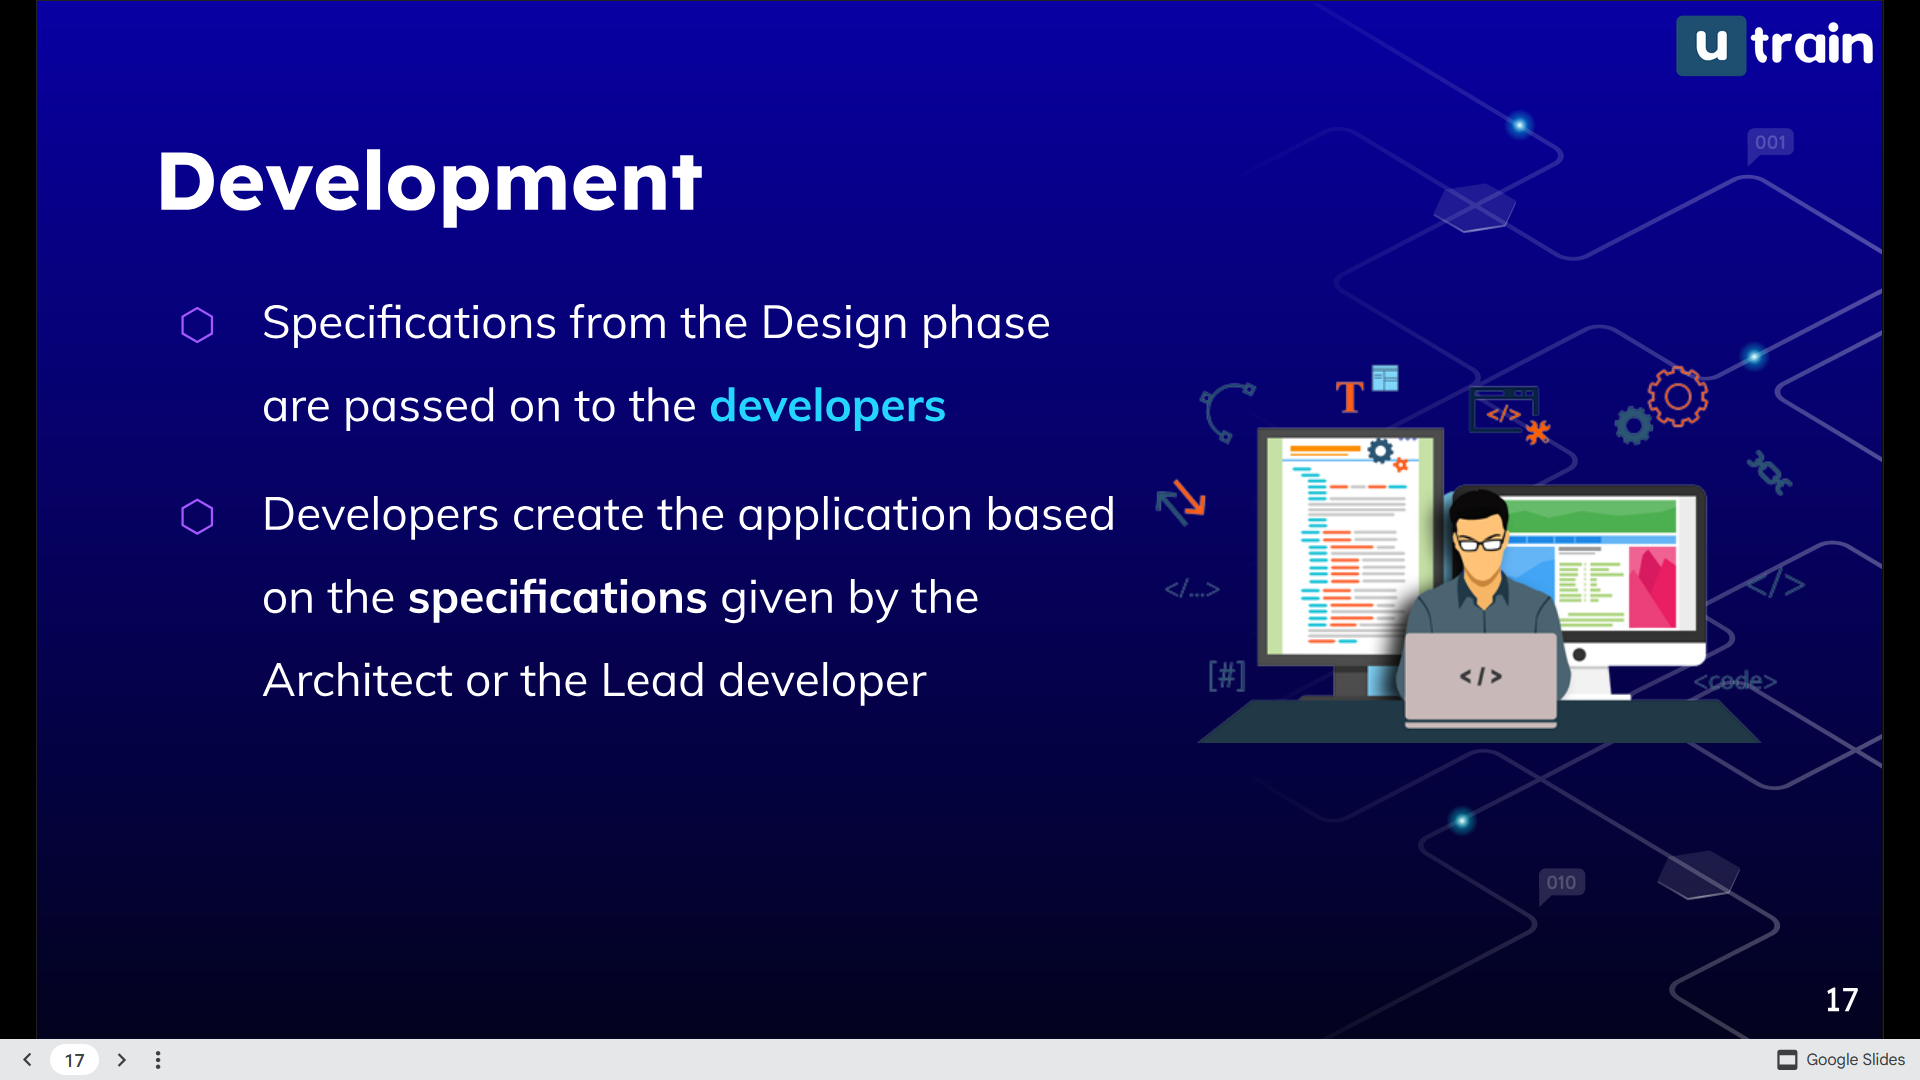 u train
001
Development
Specifications from the Design phase
are passed on to the developers
Developers create the application based
on the specifications given by the
Architect or the Lead developer
T
</>
</...>
</>
[#]
</>
<code>
010
17
17
Google Slides